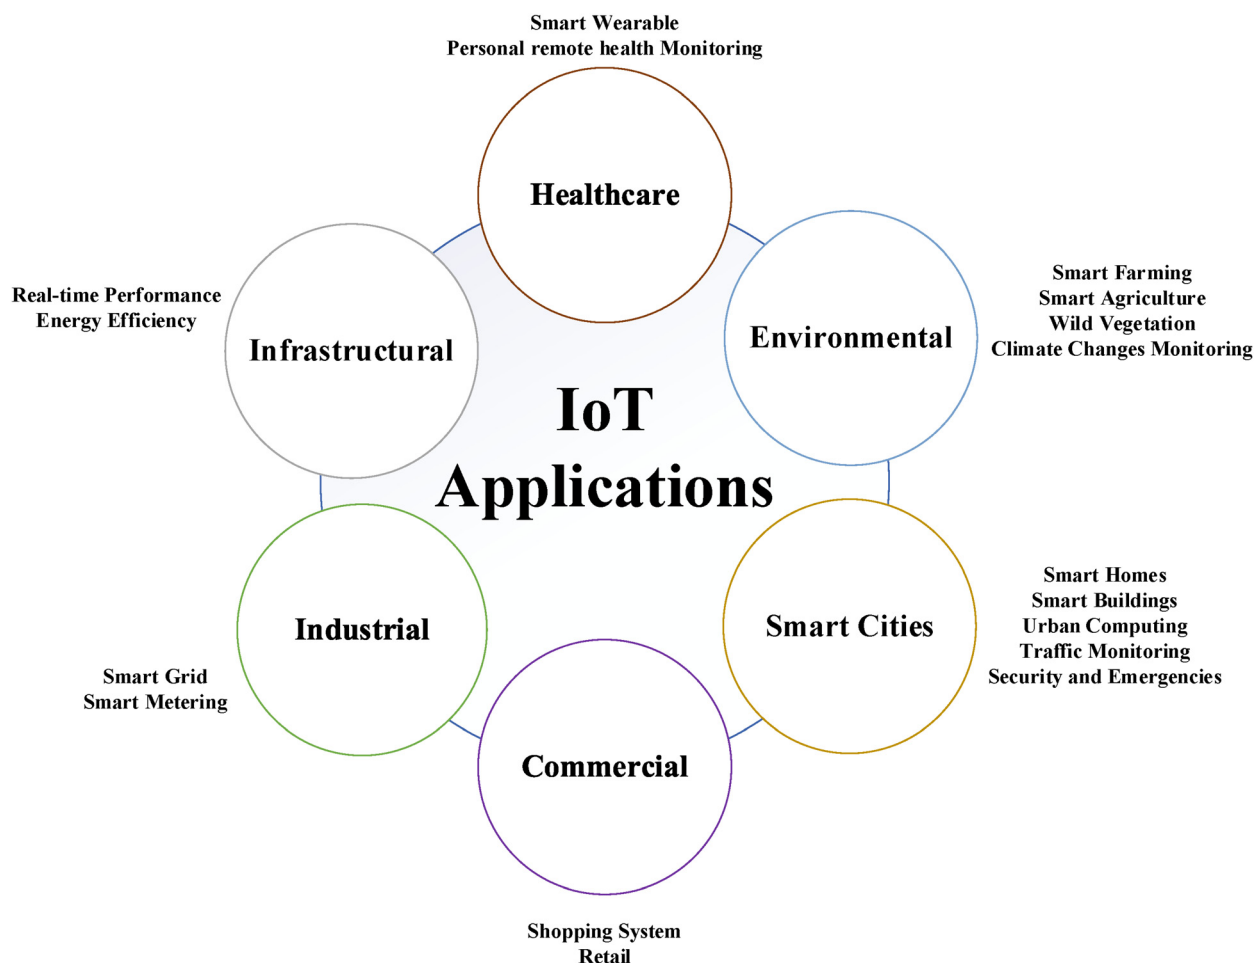 Smart Wearable
Personal remote health Monitoring
Healthcare
Environmental
Smart Farming
Smart Agriculture
Wild Vegetation
Climate Changes Monitoring
Real-time Performance
Energy Efficiency
Infrastructural
IoT
Applications
Smart Cities
Smart Homes
Smart Buildings
Urban Computing
Traffic Monitoring
Security and Emergencies
Industrial
Smart Grid
Smart Metering
Commercial
Shopping System
Retail